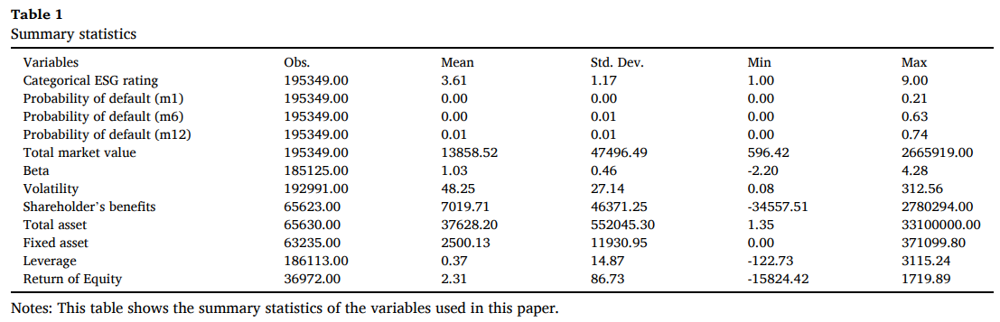 Table 1
Summary statistics
Variables Obs. Mean Std. Dev. Min Max
Categorical ESG rating 195349.00 3.61 1.17 1.00 9.00
Probability of default (m1) 195349.00 0.00 0.00 0.00 0.21
Probability of default (m6) 195349.00 0.00 0.01 0.00 0.63
Probability of default (m12) 195349.00 0.01 0.01 0.00 0.74
Total market value 195349.00 13858.52 47496.49 596.42 2665919.00
Beta 185125.00 1.03 0.46 -2.20 4.28
Volatility 192991.00 48.25 27.14 0.08 312.56
Shareholder's benefits 65623.00 7019.71 46371.25 -34557.51 2780294.00
Total asset 65630.00 37628.20 552045.30 1.35 33100000.00
Fixed asset 63235.00 2500.13 11930.95 0.00 371099.80
Leverage 186113.00 0.37 14.87 -122.73 3115.24
Return of Equity 36972.00 2.31 86.73 -15824.42 1719.89
Notes: This table shows the summary statistics of the variables used in this paper.